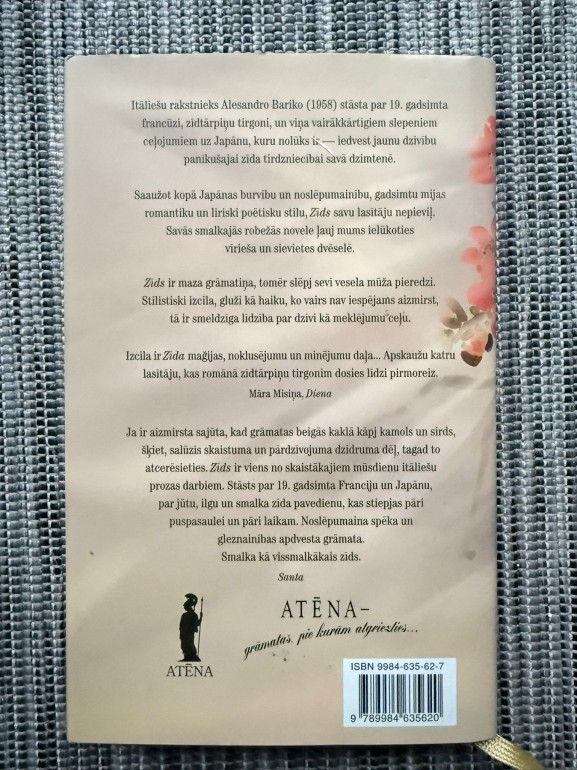 Itāliešu rakstnieks Alesandro Bariko (1958) stāsta par 19. gadsimta
francūzi, zīdtārpiņu tirgoni, un viņa vairākkārtīgiem slepeniem
ceļojumiem uz Japānu, kuru nolūks ir — iedvest jaunu dzīvību
panīkušajai zīda tirdzniecībai savā dzimtenē.
Saaužot kopā Japānas burvību un noslēpumainību, gadsimtu mijas
romantiku un liriski poētisku stilu, Zīds savu lasītāju nepieviļ.
Savās smalkajās robežās novele ļauj mums ielūkoties
vīrieša un sievietes dvēselē.
Zīds ir maza grāmatiņa, tomēr slēpj sevī vesela mūža pieredzi.
Stilistiski izcila, gluži kā haiku, ko vairs nav iespējams aizmirst,
tā ir smeldzīga līdzība par dzīvi kā meklējumu ceļu.
Izcila ir Zīda maģijas, noklusējumu un minējumu daļa... Apskaužu katru
lasītāju, kas romānā zīdtārpiņu tirgonim dosies līdzi pirmoreiz.
Māra Misiņa, Diena
Ja ir aizmirsta sajūta, kad grāmatas beigās kaklā kāpj kamols un sirds,
šķiet, salūzīs skaistuma un pārdzīvojuma dzidruma dēļ, tagad to
atcerēsieties. Zīds ir viens no skaistākajiem mūsdienu itāliešu
prozas darbiem. Stāsts par 19. gadsimta Franciju un Japānu,
par jūtu, ilgu un smalka zīda pavedienu, kas stiepjas pāri
puspasaulei un pāri laikam. Noslēpumaina spēka un
gleznainības apdvesta grāmata.
Smalka kā vissmalkākais zīds.
Santa
ATĒNA–
grāmatas, pie kurām atgriezties...
ATĒNA
ISBN 9984-635-62-7
9 789984 635620